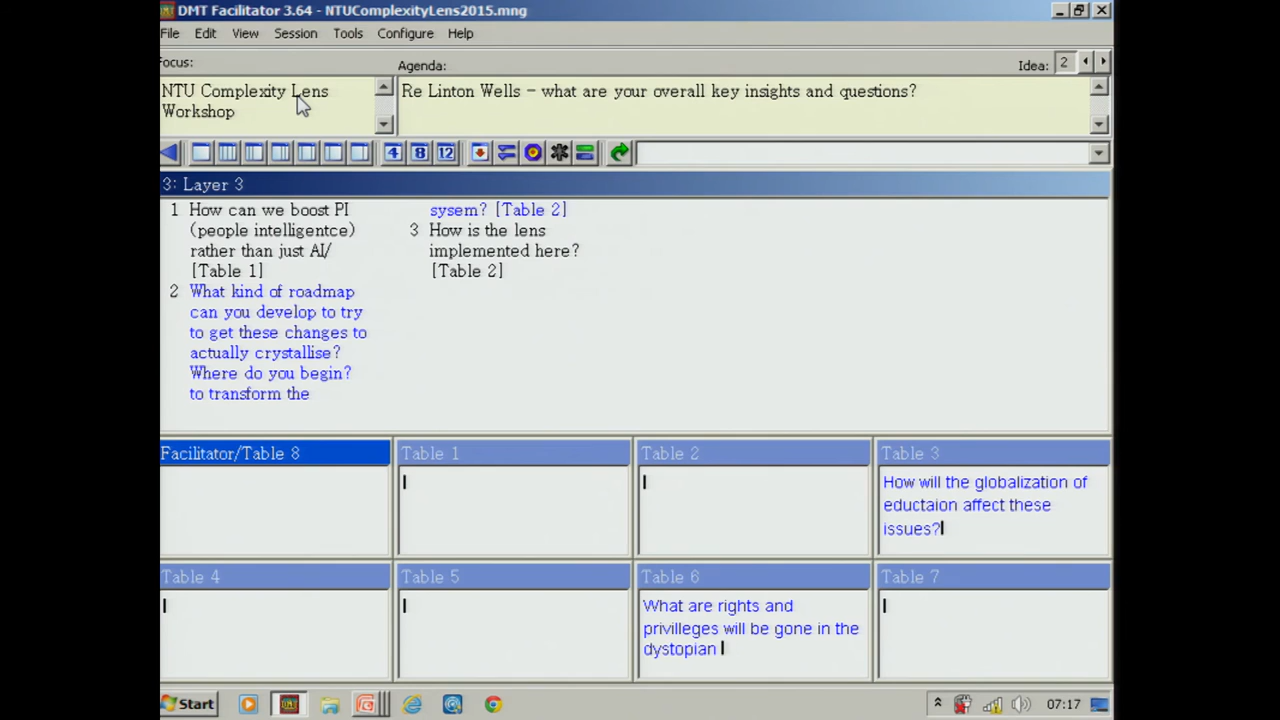 DMT Facilitator 3.64 - NTUComplexityLens2015.mng
File Edit View Session Tools Configure Help
Focus:
Agenda:
Idea: 2
NTU Complexity Lens
Workshop
Re Linton Wells - what are your overall key insights and questions?
4 8 12
3: Layer 3
1 How can we boost PI
(people intelligentce)
rather than just AI/
[Table 1]
2 What kind of roadmap
can you develop to try
to get these changes to
actually crystallise?
Where do you begin?
to transform the
sysem? [Table 2]
3 How is the lens
implemented here?
[Table 2]
Facilitator/Table 8
Table 1
Table 2
Table 3
How will the globalization of
eductaion affect these
issues?
Table 4
Table 5
Table 6
What are rights and
privilleges will be gone in the
dystopian
Table 7
Start
07:17